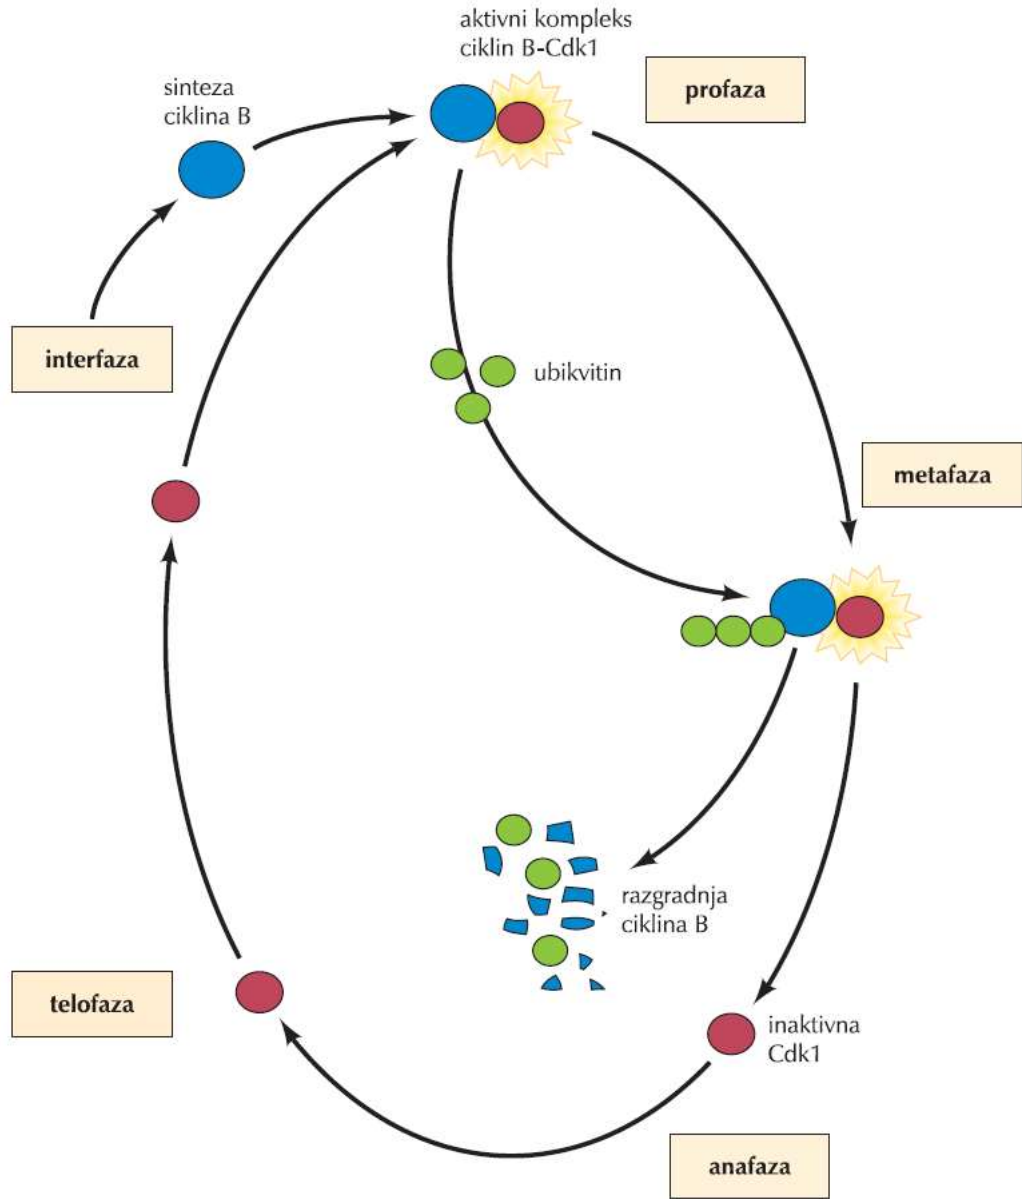 aktivni kompleks
ciklin B-Cdk1
profaza
sinteza
ciklina B
interfaza
ubikvitin
metafaza
razgradnja
ciklina B
telofaza
inaktivna
Cdk1
anafaza